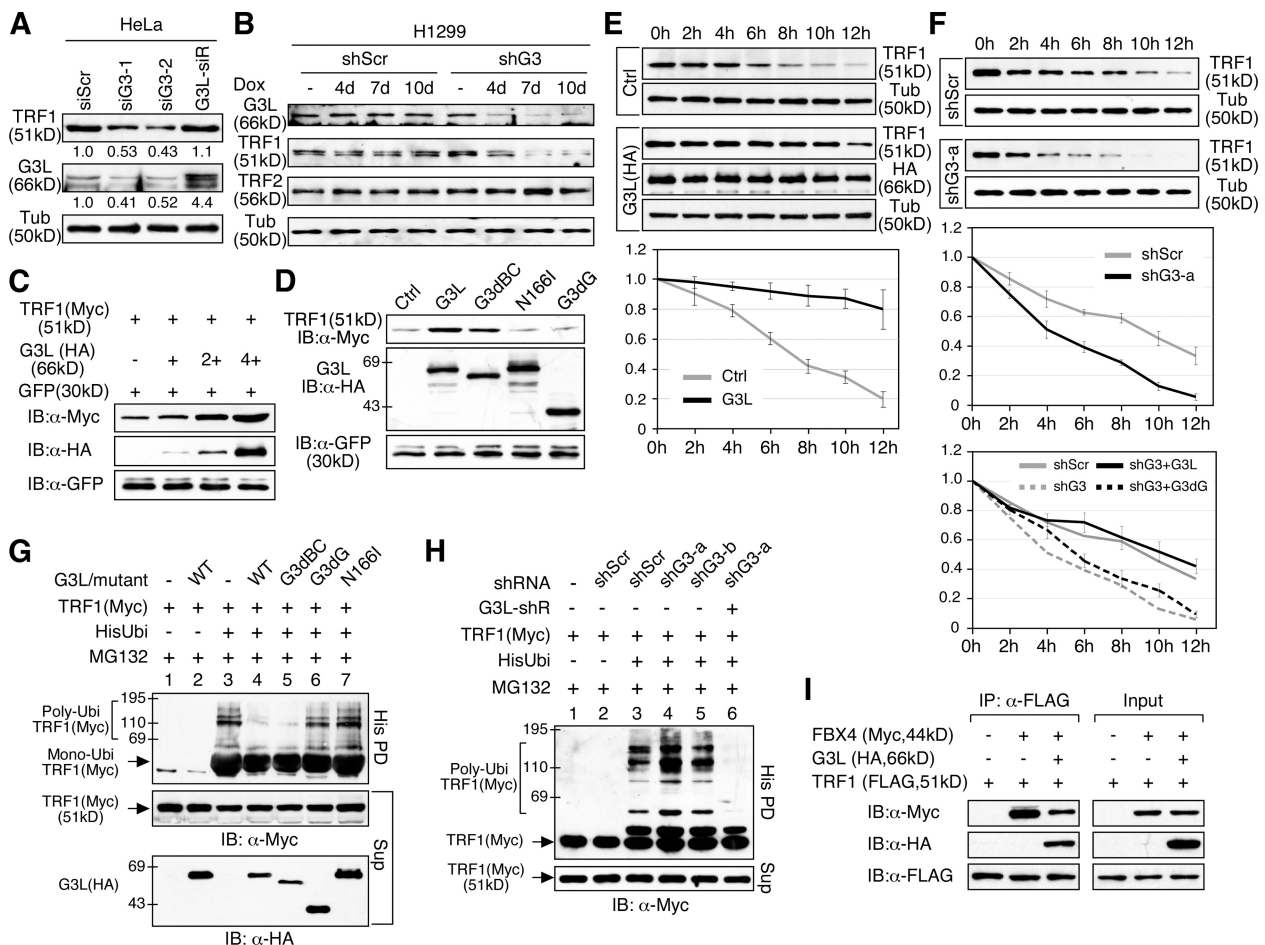 A
HeLa
siScr
siG3-1
siG3-2
G3L-siR
TRF1
(51kD)
1.0 0.53 0.43 1.1
G3L
(66kD)
1.0 0.41 0.52 4.4
Tub
(50kD)
B
H1299
shScr shG3
Dox - 4d 7d 10d - 4d 7d 10d
G3L
(66kD)
TRF1
(51kD)
TRF2
(56kD)
Tub
(50kD)
C
TRF1(Myc)
(51kD)
+ + + +
G3L (HA)
(66kD)
- + 2+ 4+
GFP(30kD) + + + +
IB:α-Myc
IB:α-HA
IB:α-GFP
D
Ctrl
G3L
G3dBC
N166I
G3dG
TRF1(51kD)
IB:α-Myc
G3L
IB:α-HA
69
43
IB:α-GFP
(30kD)
E
0h 2h 4h 6h 8h 10h 12h
Ctrl
TRF1
(51kD)
Tub
(50kD)
G3L(HA)
TRF1
(51kD)
HA
(66kD)
Tub
(50kD)
1.2
1.0
0.8
0.6
0.4
0.2
0
Ctrl
G3L
0h 2h 4h 6h 8h 10h 12h
F
0h 2h 4h 6h 8h 10h 12h
shScr
TRF1
(51kD)
Tub
(50kD)
shG3-a
TRF1
(51kD)
Tub
(50kD)
1.2
1.0
0.8
0.6
0.4
0.2
0
shScr
shG3-a
0h 2h 4h 6h 8h 10h 12h
1.2
1.0
0.8
0.6
0.4
0.2
0
shScr shG3+G3L
shG3 shG3+G3dG
0h 2h 4h 6h 8h 10h 12h
G
G3L/mutant - WT - WT G3dBC G3dG N166I
TRF1(Myc) + + + + + + +
HisUbi - - + + + + +
MG132 + + + + + + +
1 2 3 4 5 6 7
195
110
69
Poly-Ubi
TRF1(Myc)
Mono-Ubi
TRF1(Myc)
His PD
TRF1(Myc)
(51kD)
IB: α-Myc
Sup
69
43
G3L(HA)
IB: α-HA
H
shRNA - shScr shScr shG3-a shG3-b shG3-a
G3L-shR - - - - - +
TRF1(Myc) + + + + + +
HisUbi - - + + + +
MG132 + + + + + +
1 2 3 4 5 6
195
110
69
Poly-Ubi
TRF1(Myc)
TRF1(Myc)
His PD
TRF1(Myc)
(51kD)
Sup
IB: α-Myc
I
IP: α-FLAG Input
FBX4 (Myc,44kD) - + + - + +
G3L (HA,66kD) - - + - - +
TRF1 (FLAG,51kD) + + + + + +
IB:α-Myc
IB:α-HA
IB:α-FLAG